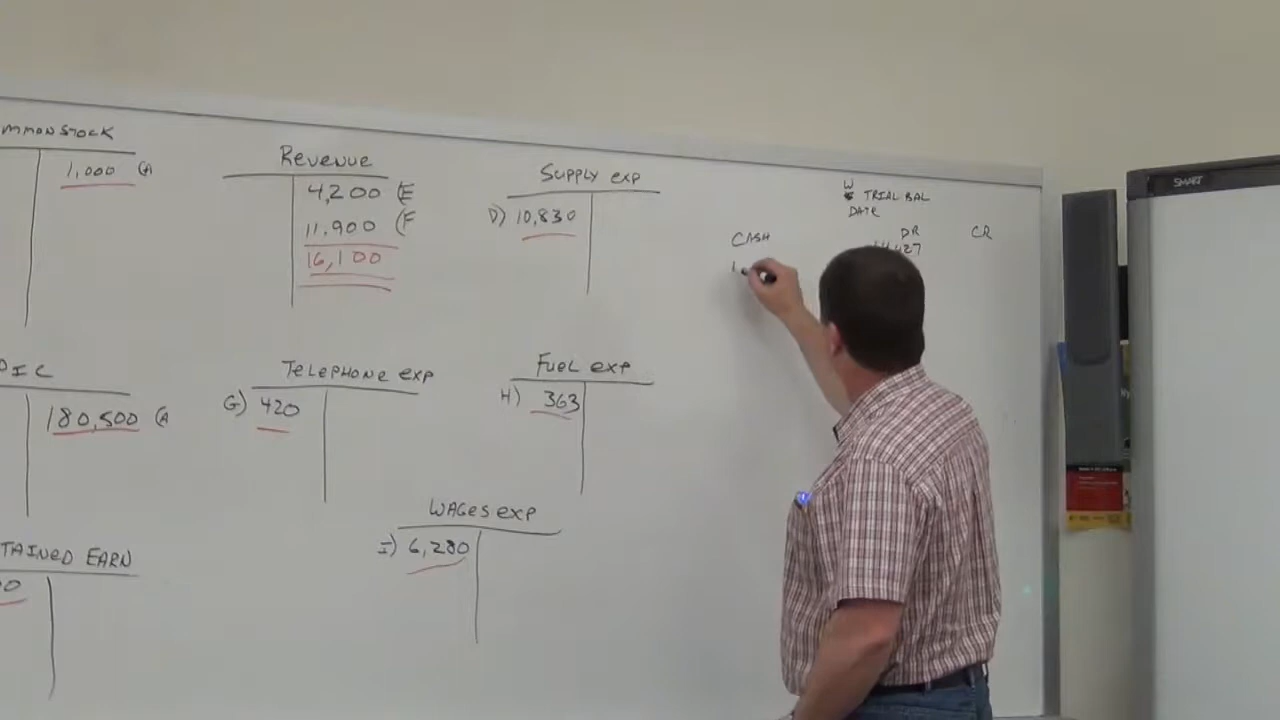 MMON STOCK
1,000 (A
Revenue
4,200 (E
11,900 (F
16,100
Supply exp
D) 10,830
W
TRIAL BAL
DATE
DR CR
CASH
SMART
DIC
180,500 (A
Telephone exp
G) 420
Fuel exp
H) 363
Wages exp
I) 6,280
TAINED EARN